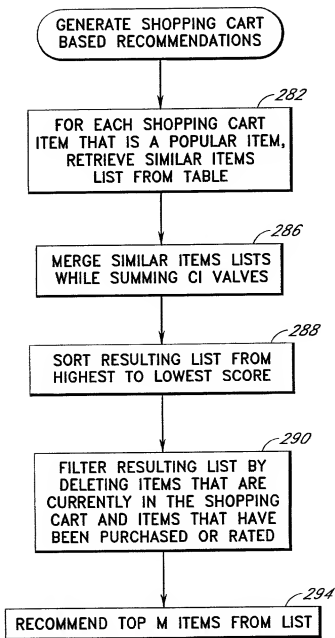 GENERATE SHOPPING CART
BASED RECOMMENDATIONS
282
FOR EACH SHOPPING CART
ITEM THAT IS A POPULAR ITEM,
RETRIEVE SIMILAR ITEMS
LIST FROM TABLE
286
MERGE SIMILAR ITEMS LISTS
WHILE SUMMING CI VALVES
288
SORT RESULTING LIST FROM
HIGHEST TO LOWEST SCORE
290
FILTER RESULTING LIST BY
DELETING ITEMS THAT ARE
CURRENTLY IN THE SHOPPING
CART AND ITEMS THAT HAVE
BEEN PURCHASED OR RATED
294
RECOMMEND TOP M ITEMS FROM LIST